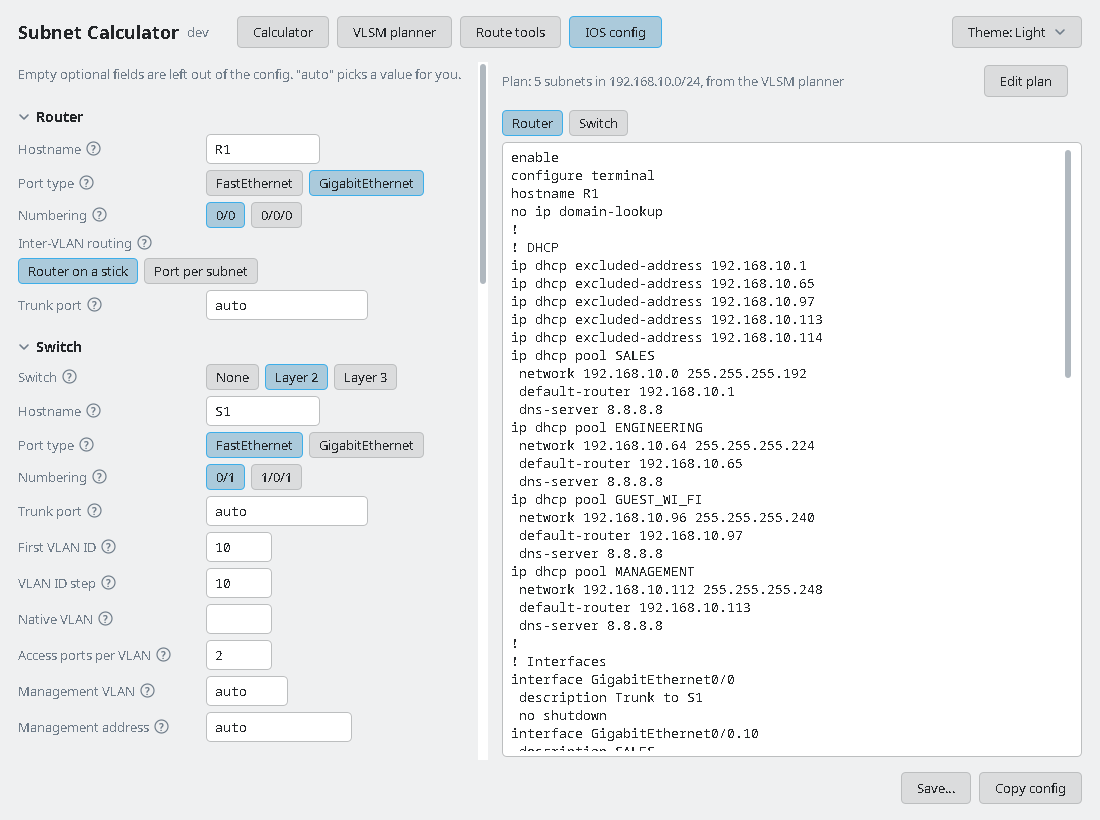 Subnet Calculator dev Calculator VLSM planner Route tools IOS config Theme: Light
Empty optional fields are left out of the config. "auto" picks a value for you.
Router
Hostname ? R1
Port type ? FastEthernet GigabitEthernet
Numbering ? 0/0 0/0/0
Inter-VLAN routing ?
Router on a stick Port per subnet
Trunk port ? auto
Switch
Switch ? None Layer 2 Layer 3
Hostname ? S1
Port type ? FastEthernet GigabitEthernet
Numbering ? 0/1 1/0/1
Trunk port ? auto
First VLAN ID ? 10
VLAN ID step ? 10
Native VLAN ?
Access ports per VLAN ? 2
Management VLAN ? auto
Management address ? auto
Plan: 5 subnets in 192.168.10.0/24, from the VLSM planner Edit plan
Router Switch
enable
configure terminal
hostname R1
no ip domain-lookup
!
! DHCP
ip dhcp excluded-address 192.168.10.1
ip dhcp excluded-address 192.168.10.65
ip dhcp excluded-address 192.168.10.97
ip dhcp excluded-address 192.168.10.113
ip dhcp excluded-address 192.168.10.114
ip dhcp pool SALES
network 192.168.10.0 255.255.255.192
default-router 192.168.10.1
dns-server 8.8.8.8
ip dhcp pool ENGINEERING
network 192.168.10.64 255.255.255.224
default-router 192.168.10.65
dns-server 8.8.8.8
ip dhcp pool GUEST_WI_FI
network 192.168.10.96 255.255.255.240
default-router 192.168.10.97
dns-server 8.8.8.8
ip dhcp pool MANAGEMENT
network 192.168.10.112 255.255.255.248
default-router 192.168.10.113
dns-server 8.8.8.8
!
! Interfaces
interface GigabitEthernet0/0
description Trunk to S1
no shutdown
interface GigabitEthernet0/0.10
description SALES
Save... Copy config